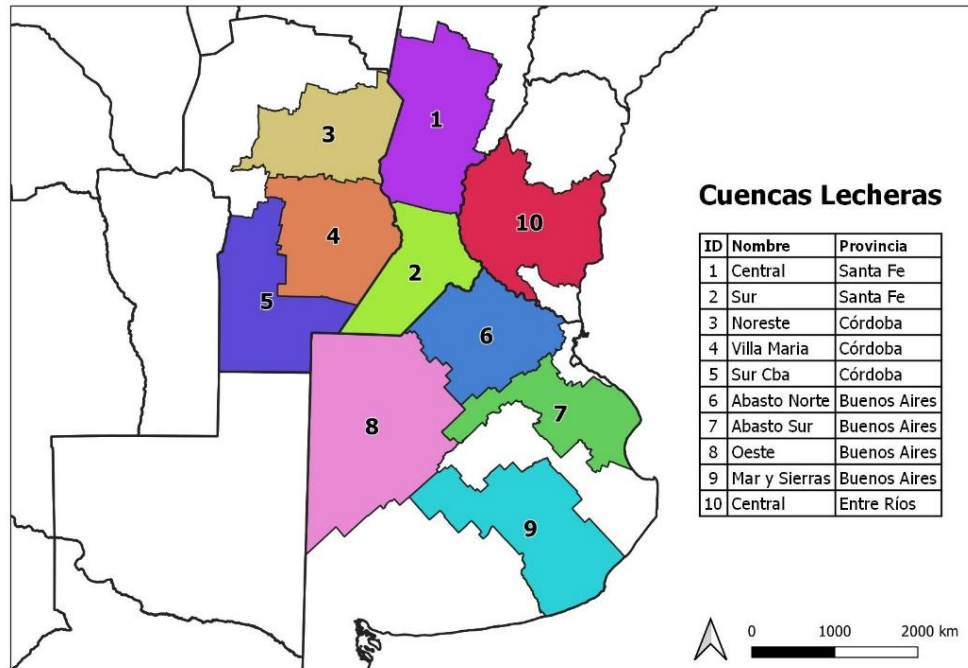 1
3
10
4
2
5
6
7
8
9
Cuencas Lecheras
ID Nombre Provincia
1 Central Santa Fe
2 Sur Santa Fe
3 Noreste Córdoba
4 Villa Maria Córdoba
5 Sur Cba Córdoba
6 Abasto Norte Buenos Aires
7 Abasto Sur Buenos Aires
8 Oeste Buenos Aires
9 Mar y Sierras Buenos Aires
10 Central Entre Ríos
0 1000 2000 km